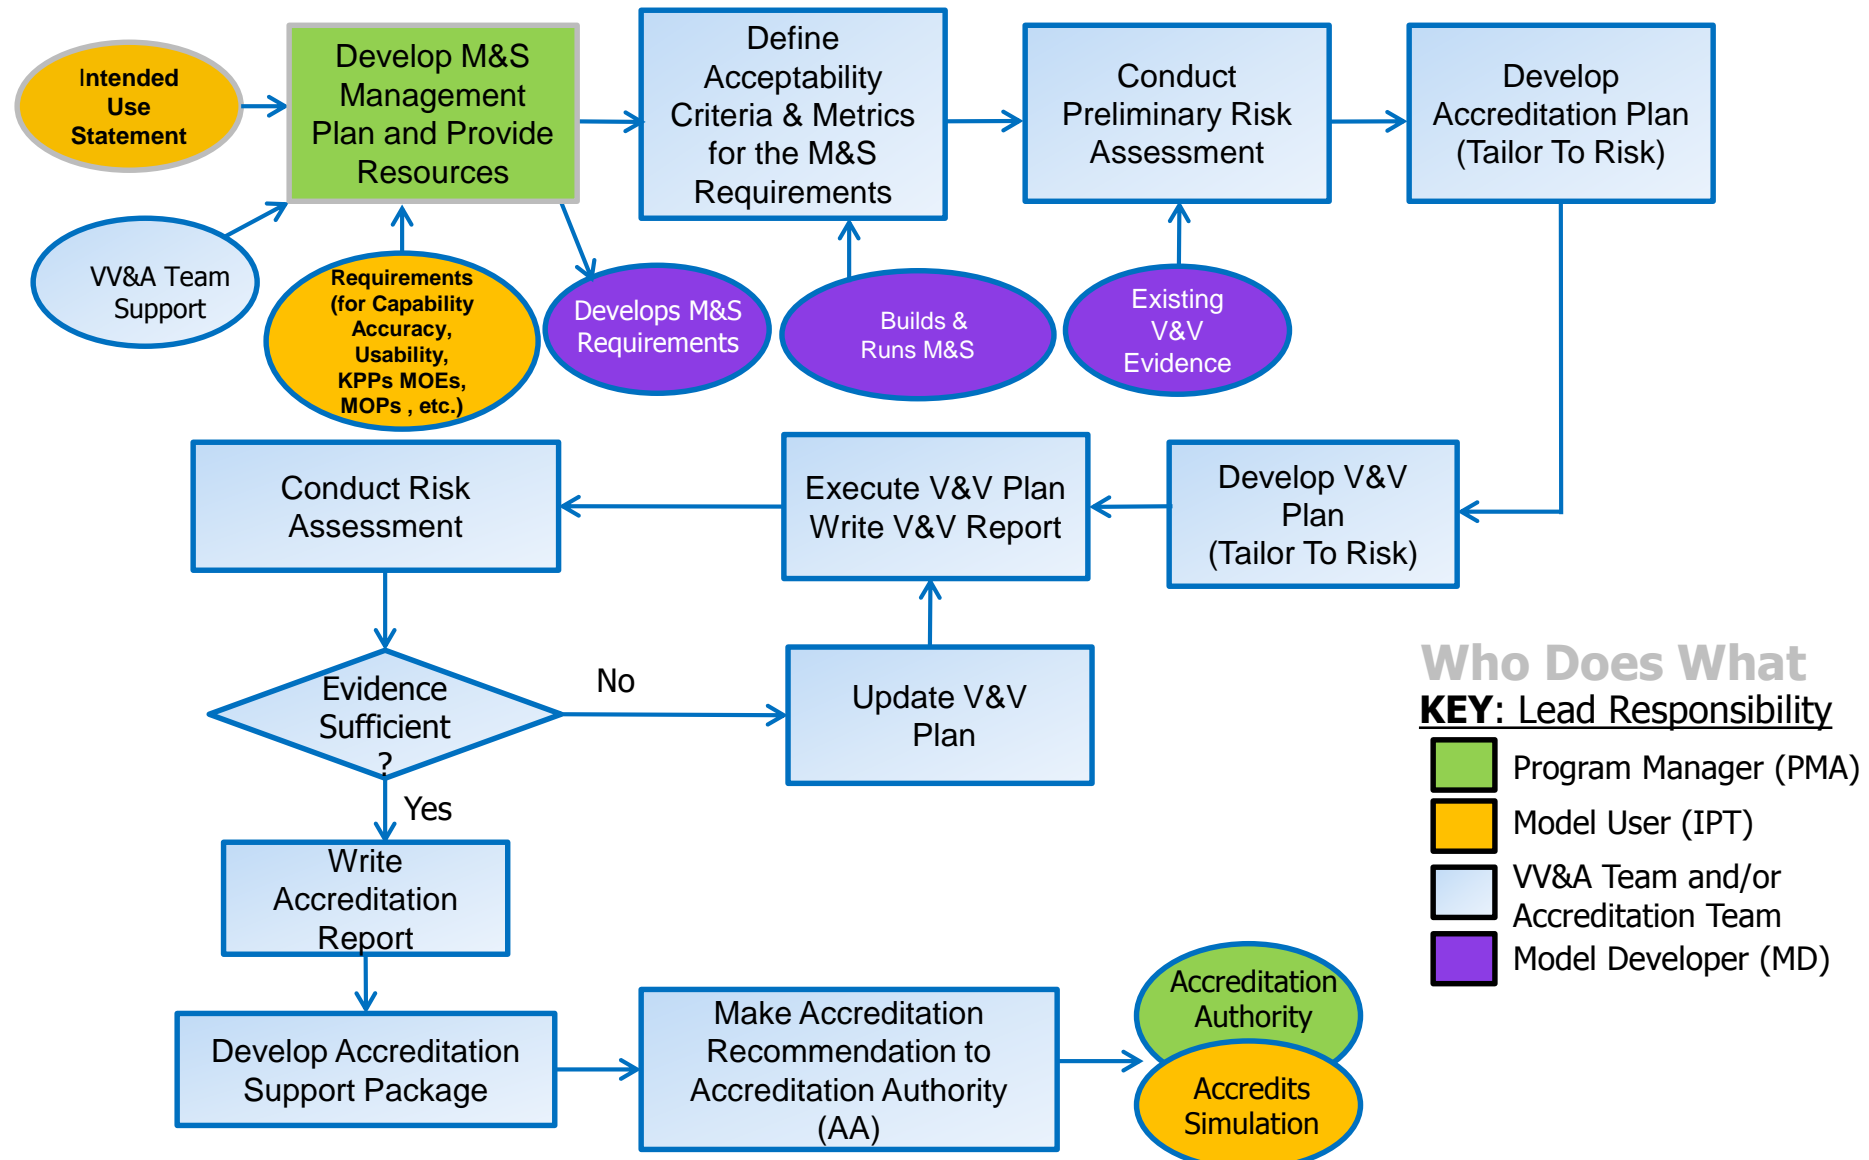 Intended
Use
Statement
Develop M&S
Management
Plan and Provide
Resources
Define
Acceptability
Criteria & Metrics
for the M&S
Requirements
Conduct
Preliminary Risk
Assessment
Develop
Accreditation Plan
(Tailor To Risk)
VV&A Team
Support
Requirements
(for Capability
Accuracy,
Usability,
KPPs MOEs,
MOPs , etc.)
Develops M&S
Requirements
Builds &
Runs M&S
Existing
V&V
Evidence
Conduct Risk
Assessment
Execute V&V Plan
Write V&V Report
Develop V&V
Plan
(Tailor To Risk)
Evidence
Sufficient
?
No
Update V&V
Plan
Yes
Write
Accreditation
Report
Develop Accreditation
Support Package
Make Accreditation
Recommendation to
Accreditation Authority
(AA)
Accreditation
Authority
Accredits
Simulation
Who Does What
KEY: Lead Responsibility
Program Manager (PMA)
Model User (IPT)
VV&A Team and/or
Accreditation Team
Model Developer (MD)